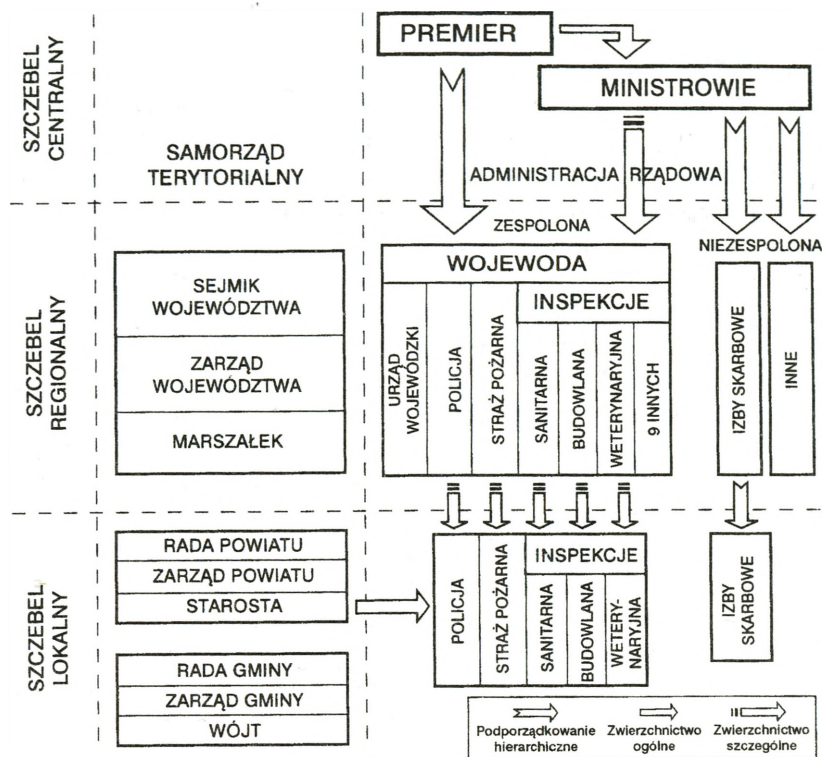 PREMIER
MINISTROWIE
SZCZEBEL
CENTRALNY
SAMORZĄD
TERYTORIALNY
ADMINISTRACJA RZĄDOWA
ZESPOLONA
NIEZESPOLONA
SZCZEBEL
REGIONALNY
SEJMIK
WOJEWÓDZTWA
ZARZĄD
WOJEWÓDZTWA
MARSZAŁEK
WOJEWODA
INSPEKCJE
URZĄD
WOJEWÓDZKI
POLICJA
STRAŻ POŻARNA
SANITARNA
BUDOWLANA
WETERYNARYJNA
9 INNYCH
IZBY SKARBOWE
INNE
SZCZEBEL
LOKALNY
RADA POWIATU
ZARZĄD POWIATU
STAROSTA
RADA GMINY
ZARZĄD GMINY
WÓJT
POLICJA
STRAŻ POŻARNA
INSPEKCJE
SANITARNA
BUDOWLANA
WETERY-
NARYJNA
IZBY
SKARBOWE
Podporządkowanie
hierarchiczne
Zwierzchnictwo
ogólne
Zwierzchnictwo
szczególne